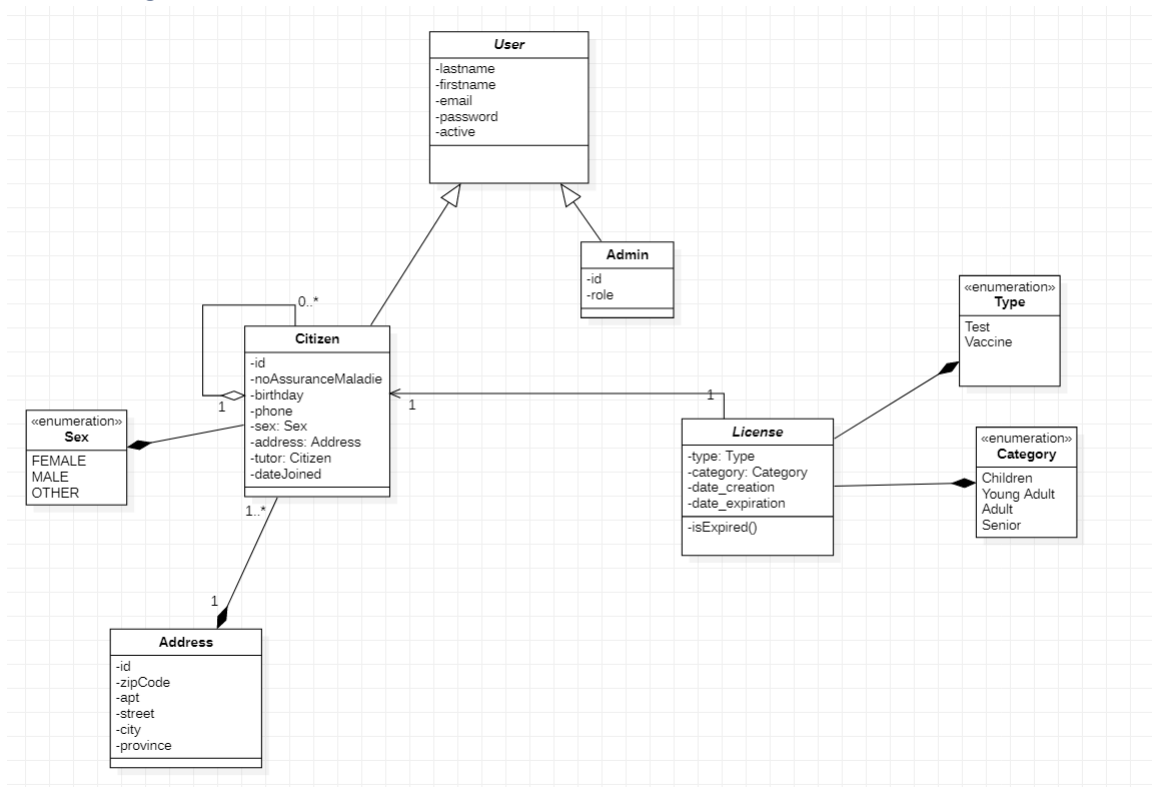 User
-lastname
-firstname
-email
-password
-active
Admin
-id
-role
«enumeration»
Type
Test
Vaccine
0..*
Citizen
-id
-noAssuranceMaladie
-birthday
-phone
-sex: Sex
-address: Address
-tutor: Citizen
-dateJoined
1
1
1
«enumeration»
Sex
FEMALE
MALE
OTHER
License
-type: Type
-category: Category
-date_creation
-date_expiration
-isExpired()
«enumeration»
Category
Children
Young Adult
Adult
Senior
1..*
1
Address
-id
-zipCode
-apt
-street
-city
-province